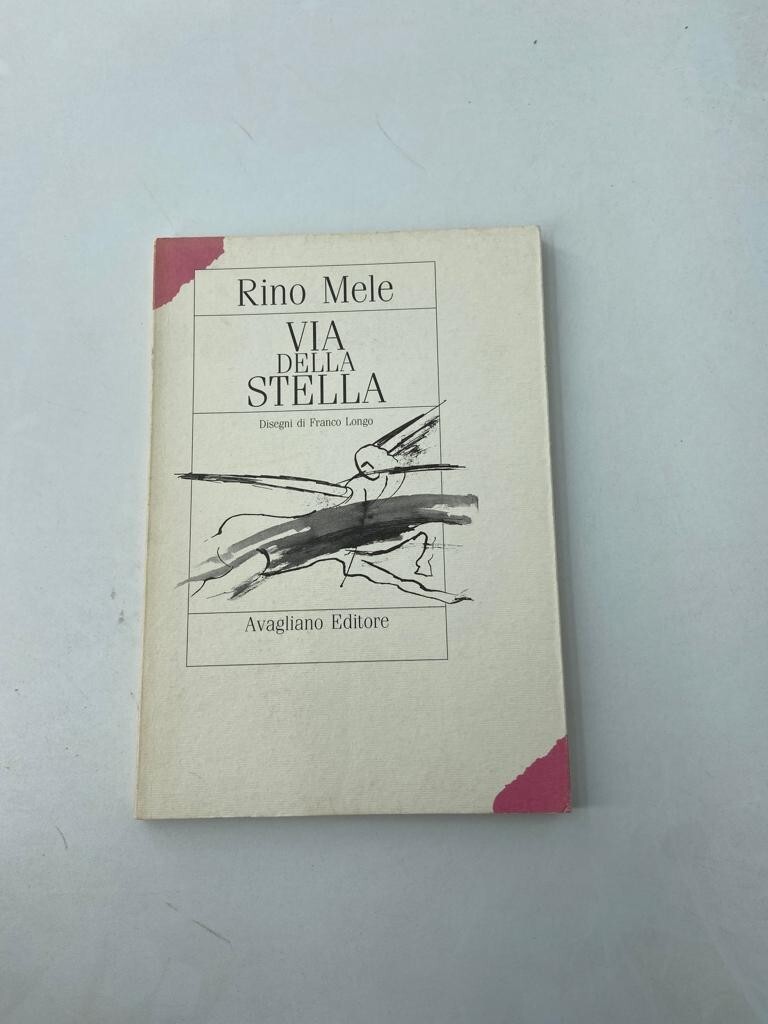 Rino Mele
VIA
DELLA
STELLA
Disegni di Franco Longo
Avagliano Editore